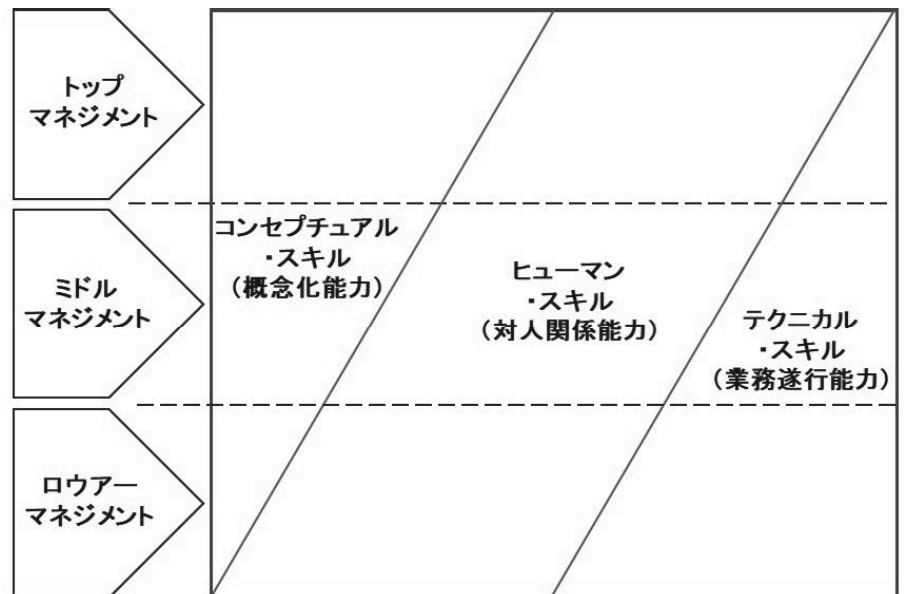 トップ
マネジメント
コンセプチュアル
・スキル
（概念化能力）
ミドル
マネジメント
ヒューマン
・スキル
（対人関係能力）
テクニカル
・スキル
（業務遂行能力）
ロウアー
マネジメント